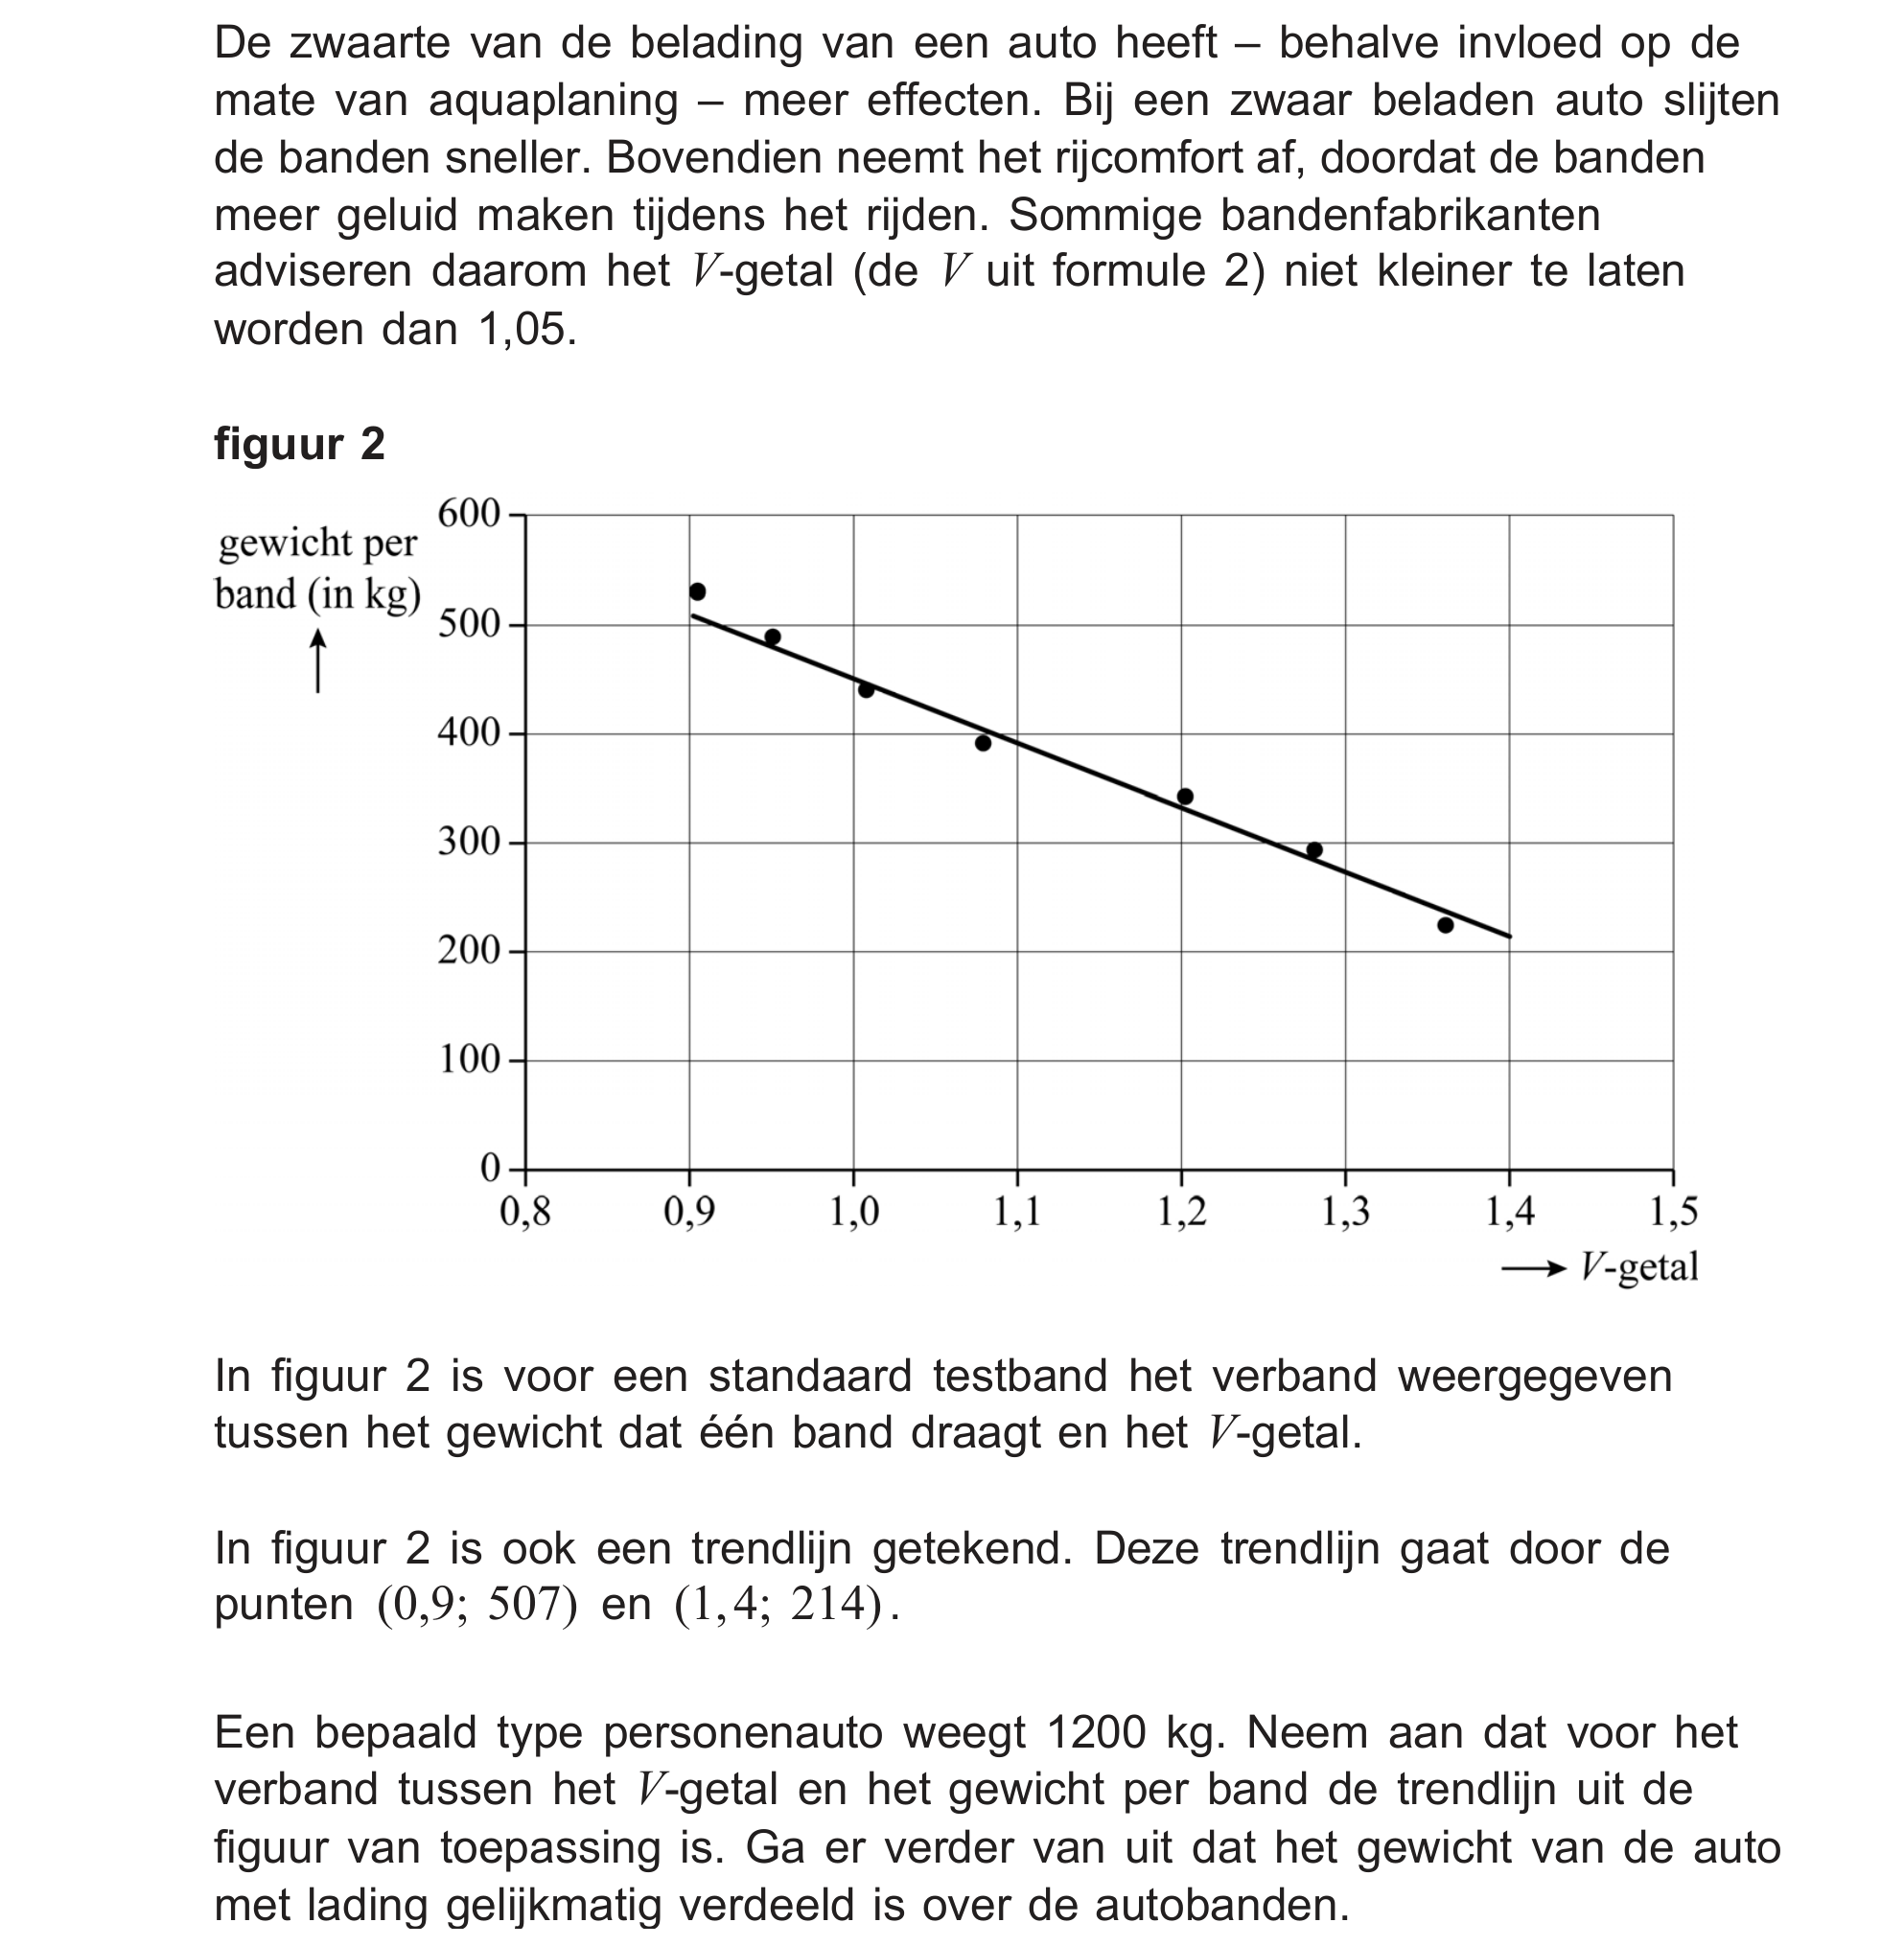 De zwaarte van de belading van een auto heeft – behalve invloed op de
mate van aquaplaning – meer effecten. Bij een zwaar beladen auto slijten
de banden sneller. Bovendien neemt het rijcomfort af, doordat de banden
meer geluid maken tijdens het rijden. Sommige bandenfabrikanten
adviseren daarom het V-getal (de V uit formule 2) niet kleiner te laten
worden dan 1,05.
figuur 2
gewicht per
band (in kg)
600
500
400
300
200
100
0
0,8 0,9 1,0 1,1 1,2 1,3 1,4 1,5
V-getal
In figuur 2 is voor een standaard testband het verband weergegeven
tussen het gewicht dat één band draagt en het V-getal.
In figuur 2 is ook een trendlijn getekend. Deze trendlijn gaat door de
punten (0,9; 507) en (1,4; 214).
Een bepaald type personenauto weegt 1200 kg. Neem aan dat voor het
verband tussen het V-getal en het gewicht per band de trendlijn uit de
figuur van toepassing is. Ga er verder van uit dat het gewicht van de auto
met lading gelijkmatig verdeeld is over de autobanden.